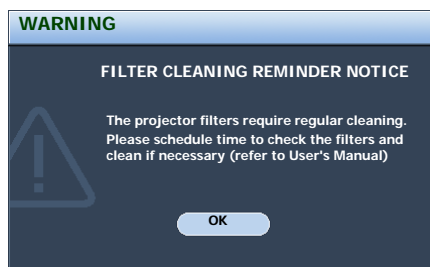 WARNING
FILTER CLEANING REMINDER NOTICE
The projector filters require regular cleaning.
Please schedule time to check the filters and
clean if necessary (refer to User's Manual)
OK